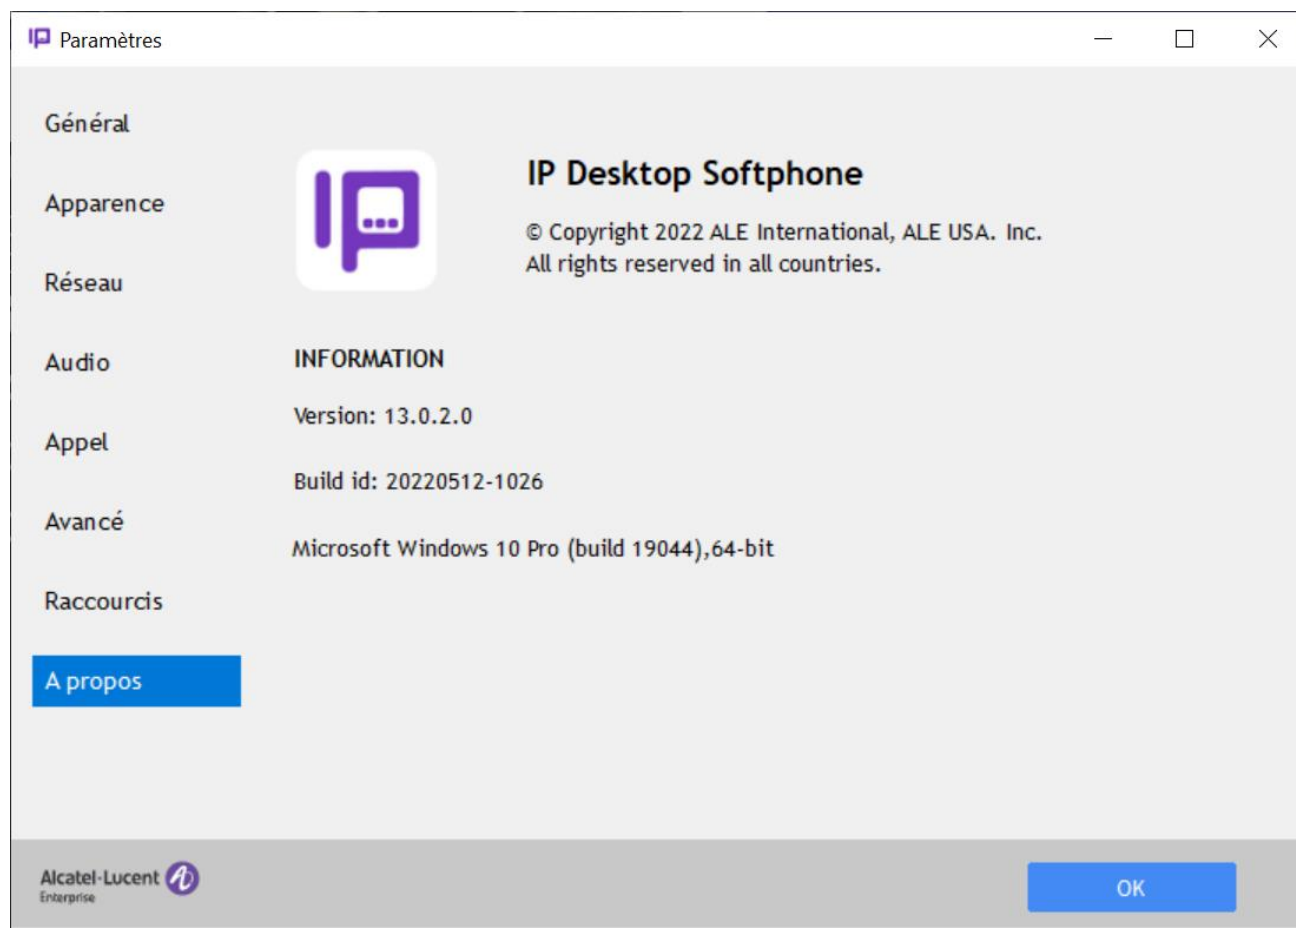 Paramètres
Général
Apparence
Réseau
Audio
Appel
Avancé
Raccourcis
A propos
IP Desktop Softphone
© Copyright 2022 ALE International, ALE USA. Inc.
All rights reserved in all countries.
INFORMATION
Version: 13.0.2.0
Build id: 20220512-1026
Microsoft Windows 10 Pro (build 19044),64-bit
Alcatel·Lucent
Enterprise
OK